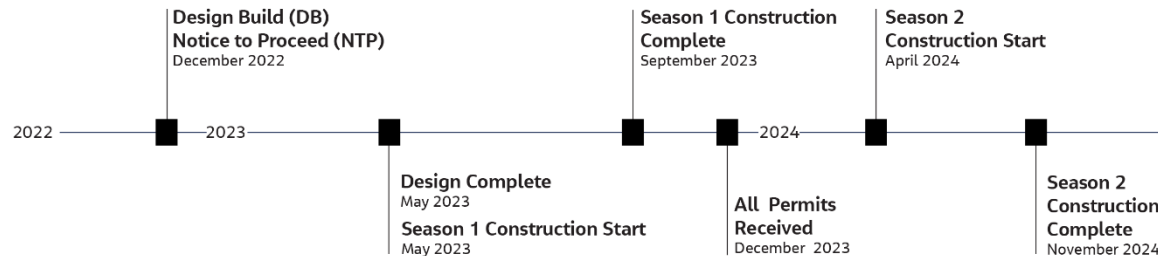 Design Build (DB)
Notice to Proceed (NTP)
December 2022
Season 1 Construction
Complete
September 2023
Season 2
Construction Start
April 2024
2022
2023
2024
Design Complete
May 2023
Season 1 Construction Start
May 2023
All Permits
Received
December 2023
Season 2
Construction
Complete
November 2024